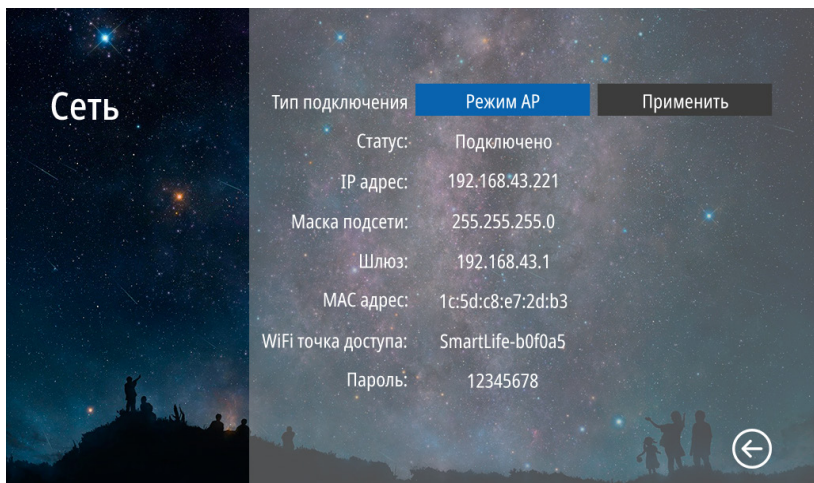 Сеть
Тип подключения Режим AP Применить
Статус: Подключено
IP адрес: 192.168.43.221
Маска подсети: 255.255.255.0
Шлюз: 192.168.43.1
MAC адрес: 1c:5d:c8:e7:2d:b3
WiFi точка доступа: SmartLife-b0f0a5
Пароль: 12345678